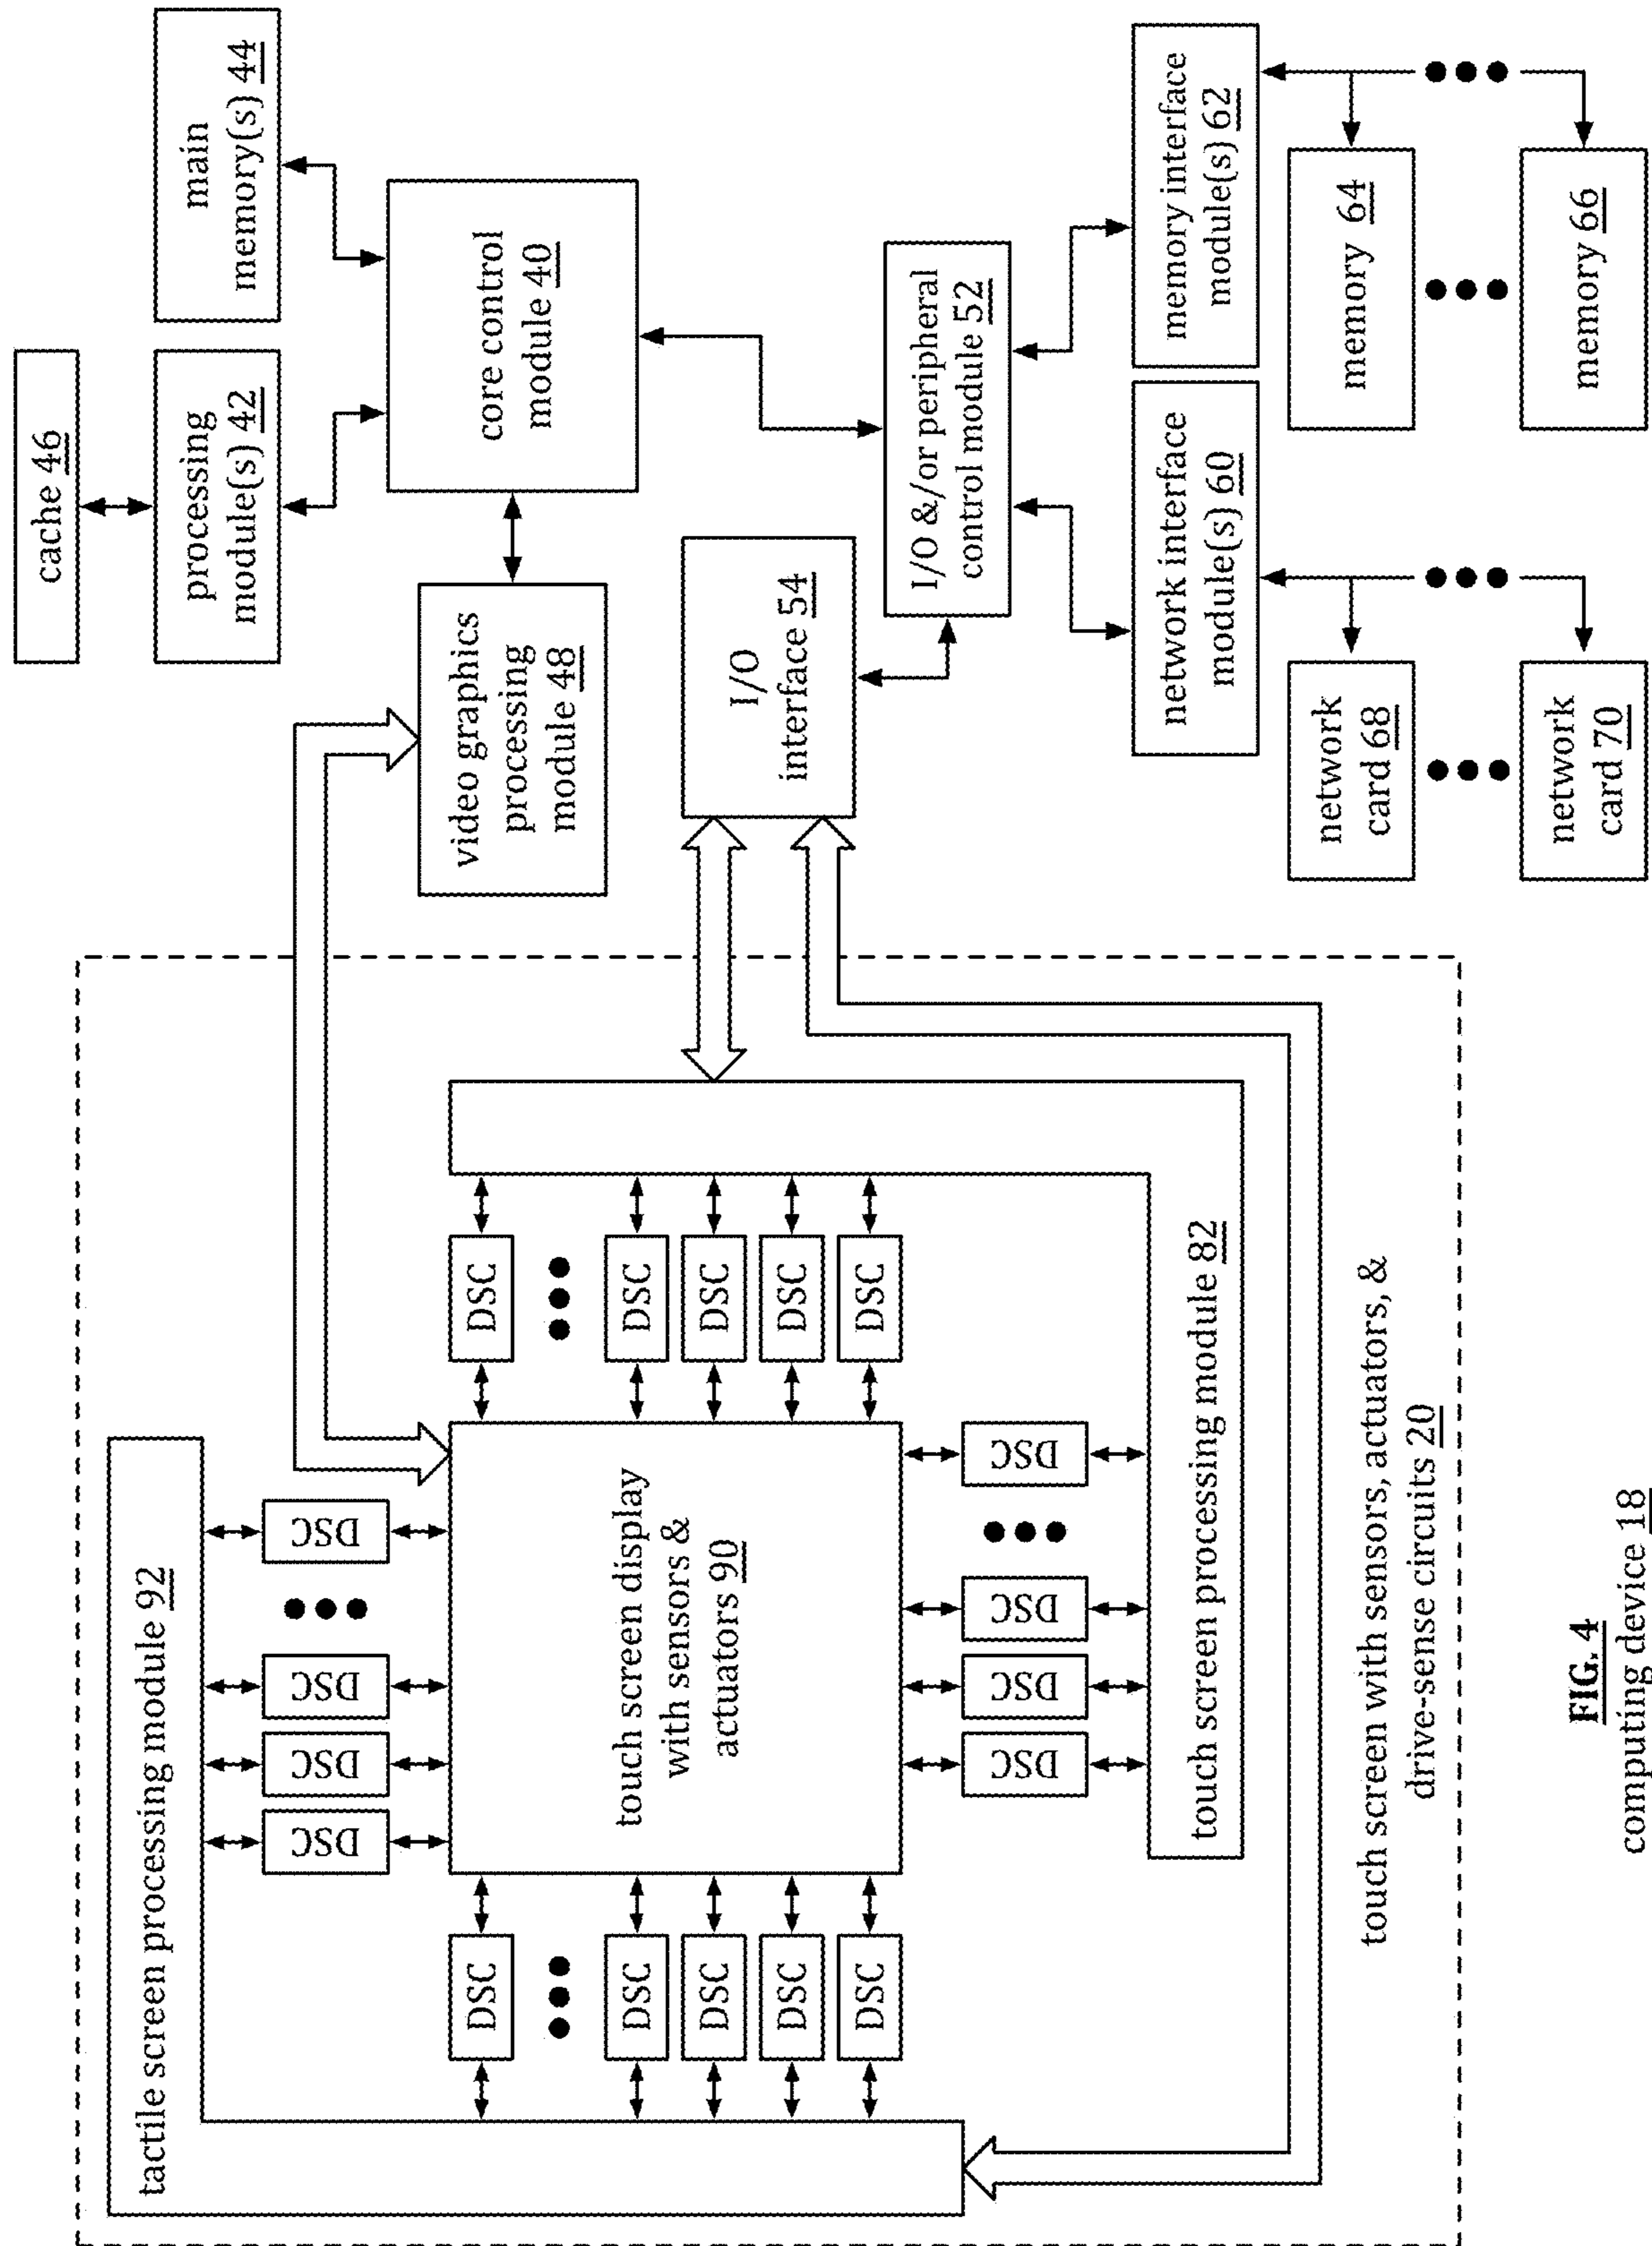 cache 46
processing
module(s) 42
main
memory(s) 44
core control
module 40
video graphics
processing
module 48
I/O
interface 54
I/O &/or peripheral
control module 52
network interface
module(s) 60
memory interface
module(s) 62
network
card 68
network
card 70
memory 64
memory 66
tactile screen processing module 92
DSC
DSC
DSC
DSC
DSC
DSC
DSC
DSC
DSC
touch screen display
with sensors &
actuators 90
DSC
DSC
DSC
DSC
DSC
DSC
DSC
DSC
DSC
touch screen processing module 82
touch screen with sensors, actuators, &
drive-sense circuits 20
FIG. 4
computing device 18